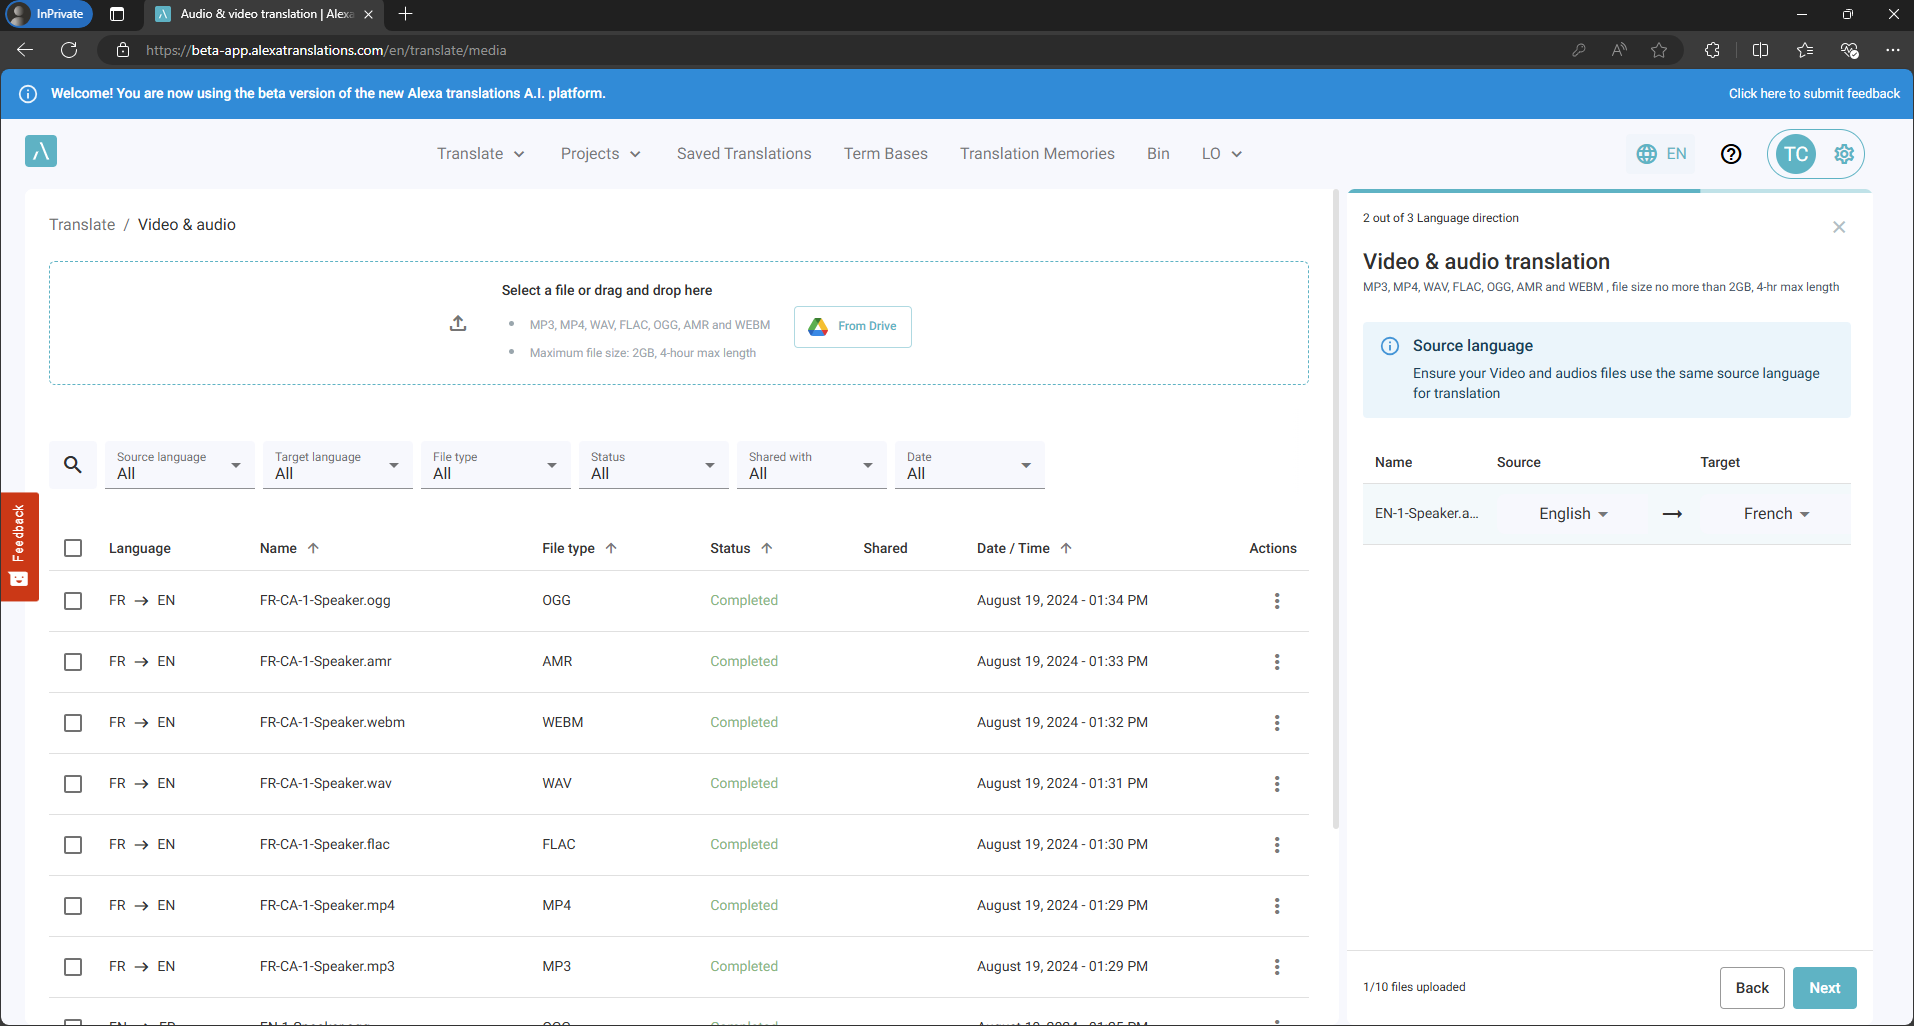 InPrivate
Audio & video translation | Alexa
https://beta-app.alexatranslations.com/en/translate/media
Welcome! You are now using the beta version of the new Alexa translations A.I. platform.
Click here to submit feedback
Translate
Projects
Saved Translations
Term Bases
Translation Memories
Bin
LO
EN
TC
Translate / Video & audio
Select a file or drag and drop here
• MP3, MP4, WAV, FLAC, OGG, AMR and WEBM
• Maximum file size: 2GB, 4-hour max length
From Drive
Source language
All
Target language
All
File type
All
Status
All
Shared with
All
Date
All
Feedback
Language Name File type Status Shared Date / Time Actions
FR → EN FR-CA-1-Speaker.ogg OGG Completed August 19, 2024 - 01:34 PM
FR → EN FR-CA-1-Speaker.amr AMR Completed August 19, 2024 - 01:33 PM
FR → EN FR-CA-1-Speaker.webm WEBM Completed August 19, 2024 - 01:32 PM
FR → EN FR-CA-1-Speaker.wav WAV Completed August 19, 2024 - 01:31 PM
FR → EN FR-CA-1-Speaker.flac FLAC Completed August 19, 2024 - 01:30 PM
FR → EN FR-CA-1-Speaker.mp4 MP4 Completed August 19, 2024 - 01:29 PM
FR → EN FR-CA-1-Speaker.mp3 MP3 Completed August 19, 2024 - 01:29 PM
2 out of 3 Language direction
Video & audio translation
MP3, MP4, WAV, FLAC, OGG, AMR and WEBM , file size no more than 2GB, 4-hr max length
Source language
Ensure your Video and audios files use the same source language
for translation
Name Source Target
EN-1-Speaker.a... English → French
1/10 files uploaded
Back
Next